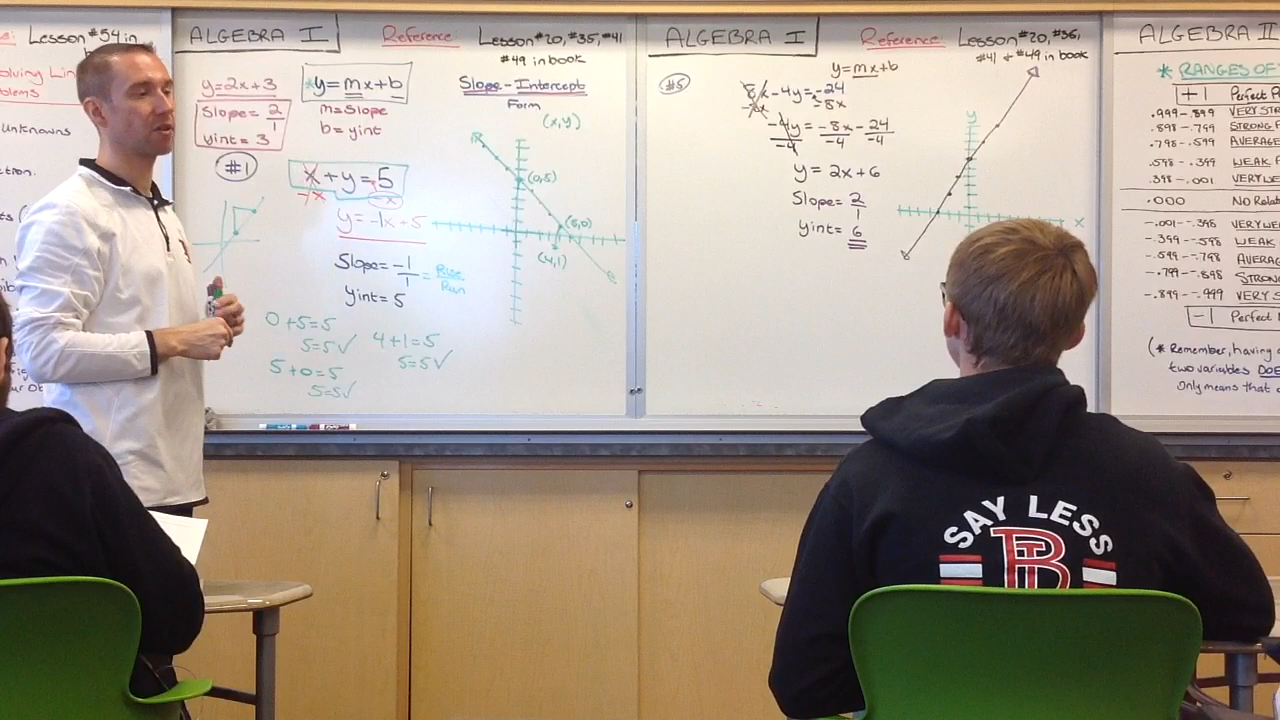 Lesson #54 in
Unknowns
ALGEBRA I
Reference
Lesson #20, #35, #41
#49 in book
y=2x+3
Slope= 2/1
yint= 3
*y=mx+b
m=Slope
b=yint
Slope-Intercept
Form
(x,y)
#1
x+y=5
-x
-x
y=-1x+5
Slope= -1/1 = Rise/Run
yint= 5
(0,5)
(5,0)
(4,1)
0+5=5
5=5✓
5+0=5
5=5✓
4+1=5
5=5✓
ALGEBRA I
Reference
Lesson #20, #36,
#41 & #49 in book
#5
y=mx+b
8x-4y=-24
-8x
-8x
-4y = -8x - 24
-4 -4 -4
y = 2x+6
Slope= 2/1
yint= 6
y
x
ALGEBRA II
* RANGES OF
+1 Perfect
.999-.899 VERY
.898-.799 STRONG
.798-.599 AVERAGE
.598-.399 WEAK
.398-.001 VERY WE
.000 No Relat
-.001--.398 VERY WE
-.399--.598 WEAK
-.599--.798 AVERAG
-.799--.898 STRONG
-.899--.999 VERY S
-1 Perfect
(* Remember, having
two variables DOE
Only means that
SAY LESS